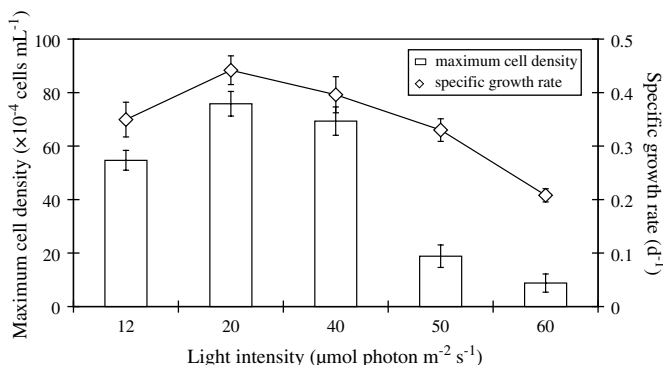 Maximum cell density (×10⁻⁴ cells mL⁻¹)
100
80
60
40
20
0
maximum cell density
specific growth rate
0.5
0.4
0.3
0.2
0.1
0
Specific growth rate
(d⁻¹)
12 20 40 50 60
Light intensity (μmol photon m⁻² s⁻¹)